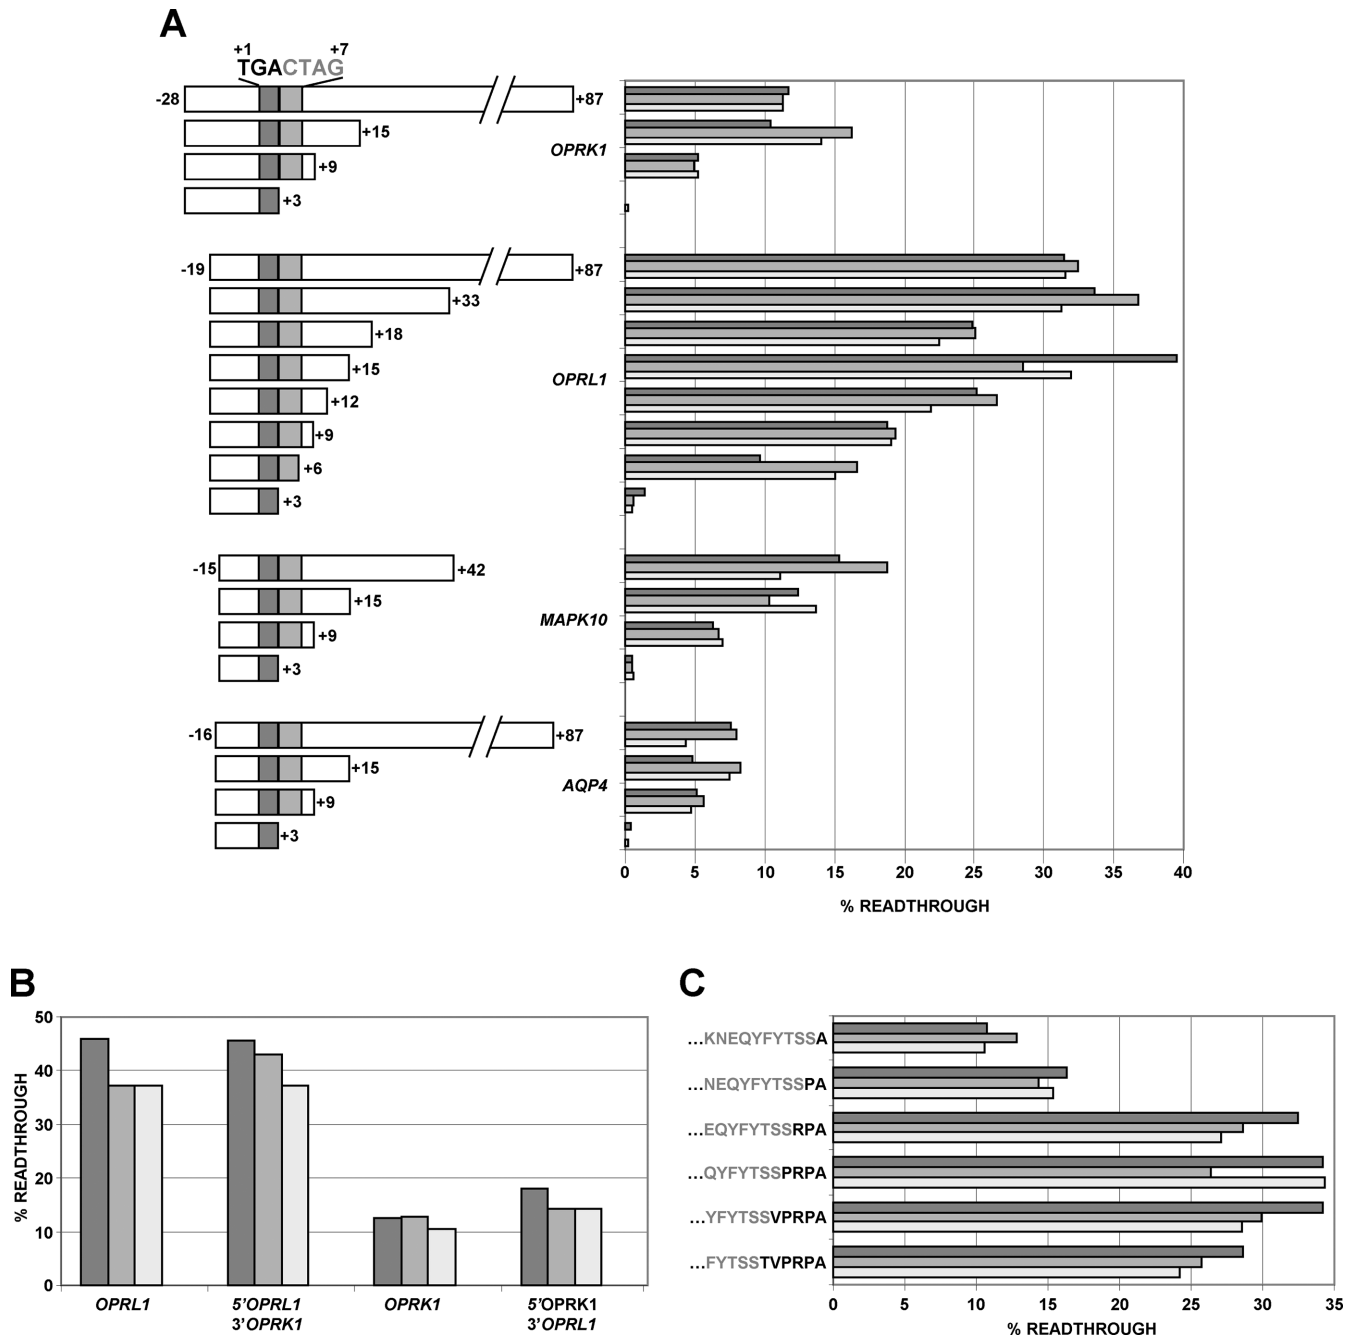 A
+1 +7
TGACTAG
-28 +87
+15
OPRK1
+9
+3
-19 +87
+33
+18
+15
OPRL1
+12
+9
+6
+3
-15 +42
+15
MAPK10
+9
+3
-16 +87
+15
AQP4
+9
+3
0 5 10 15 20 25 30 35 40
% READTHROUGH
B
% READTHROUGH
50
40
30
20
10
0
OPRL1
5'OPRL1
3'OPRK1
OPRK1
5'OPRK1
3'OPRL1
C
...KNEQYFYTSSA
...NEQYFYTSSPA
...EQYFYTSSRPA
...QYFYTSSPRPA
...YFYTSSVPRPA
...FYTSSTVPRPA
0 5 10 15 20 25 30 35
% READTHROUGH